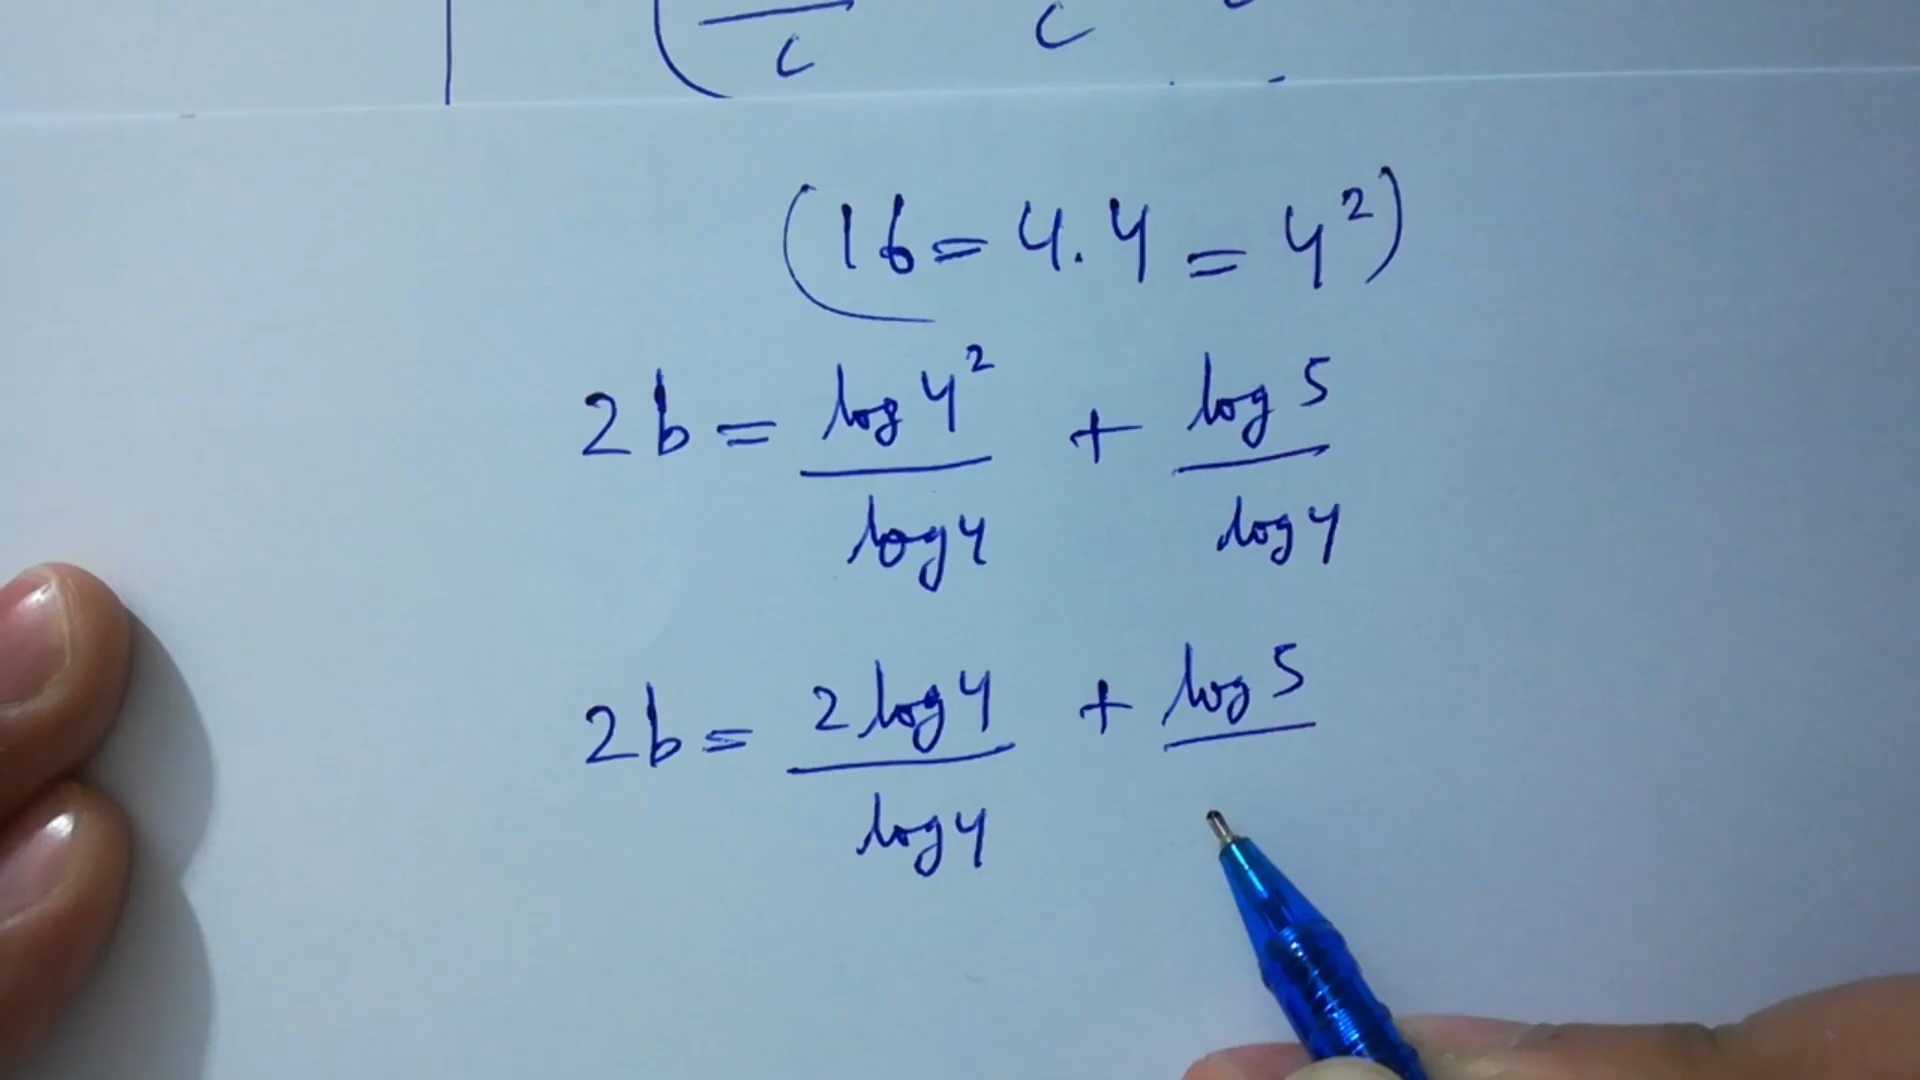 c c
(16 = 4.4 = 4²)
2b = log 4² / log 4 + log 5 / log 4
2b = 2 log 4 / log 4 + log 5